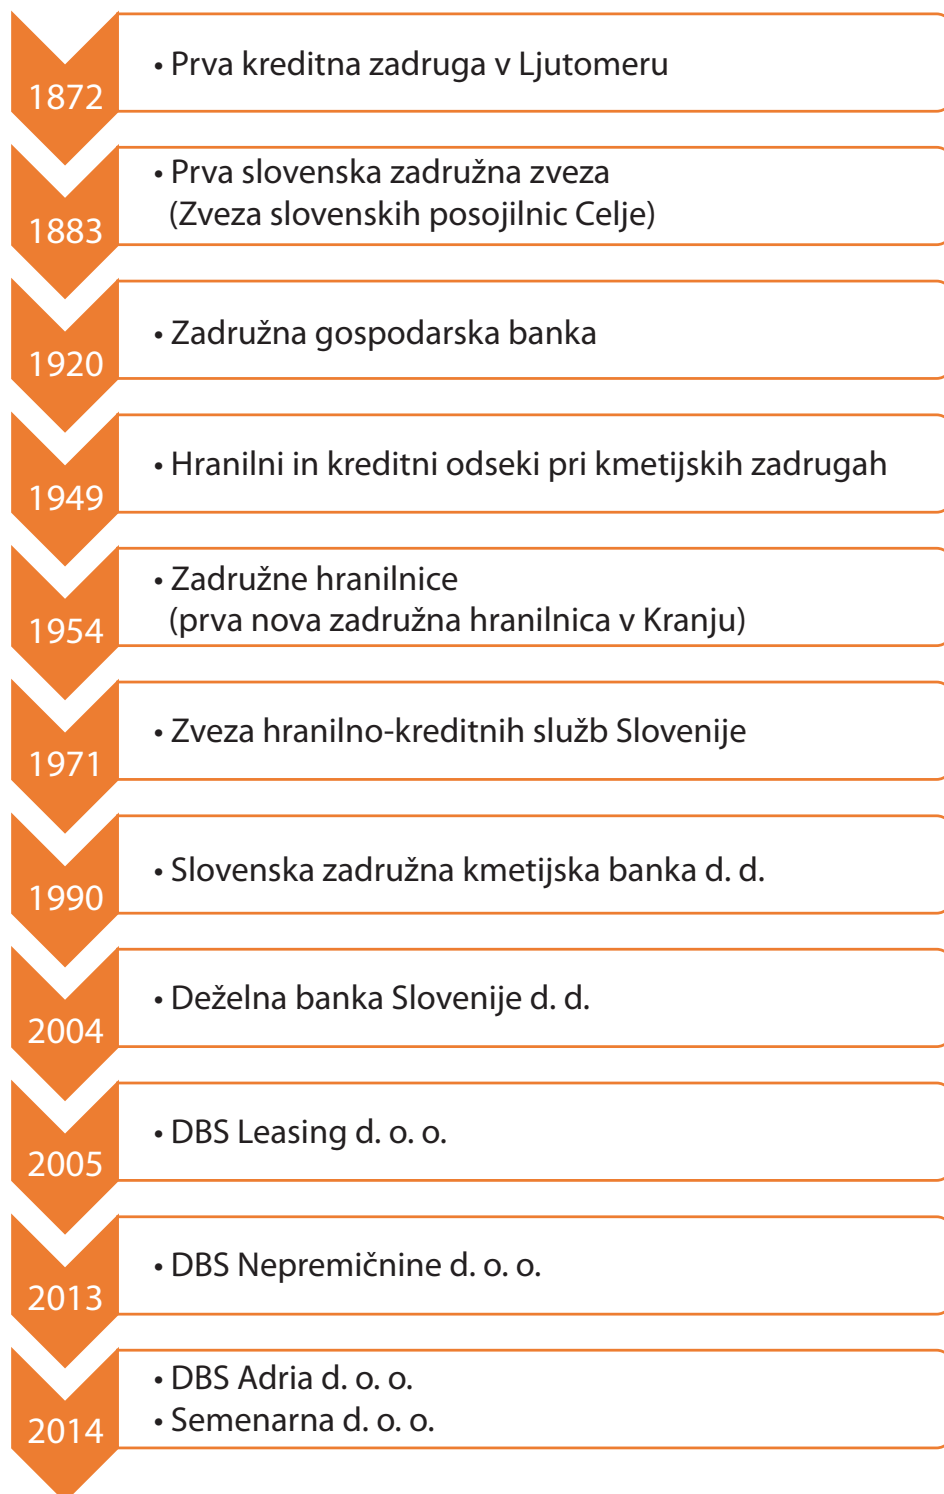 1872
• Prva kreditna zadruga v Ljutomeru
1883
• Prva slovenska zadružna zveza
(Zveza slovenskih posojilnic Celje)
1920
• Zadružna gospodarska banka
1949
• Hranilni in kreditni odseki pri kmetijskih zadrugah
1954
• Zadružne hranilnice
(prva nova zadružna hranilnica v Kranju)
1971
• Zveza hranilno-kreditnih služb Slovenije
1990
• Slovenska zadružna kmetijska banka d. d.
2004
• Deželna banka Slovenije d. d.
2005
• DBS Leasing d. o. o.
2013
• DBS Nepremičnine d. o. o.
2014
• DBS Adria d. o. o.
• Semenarna d. o. o.